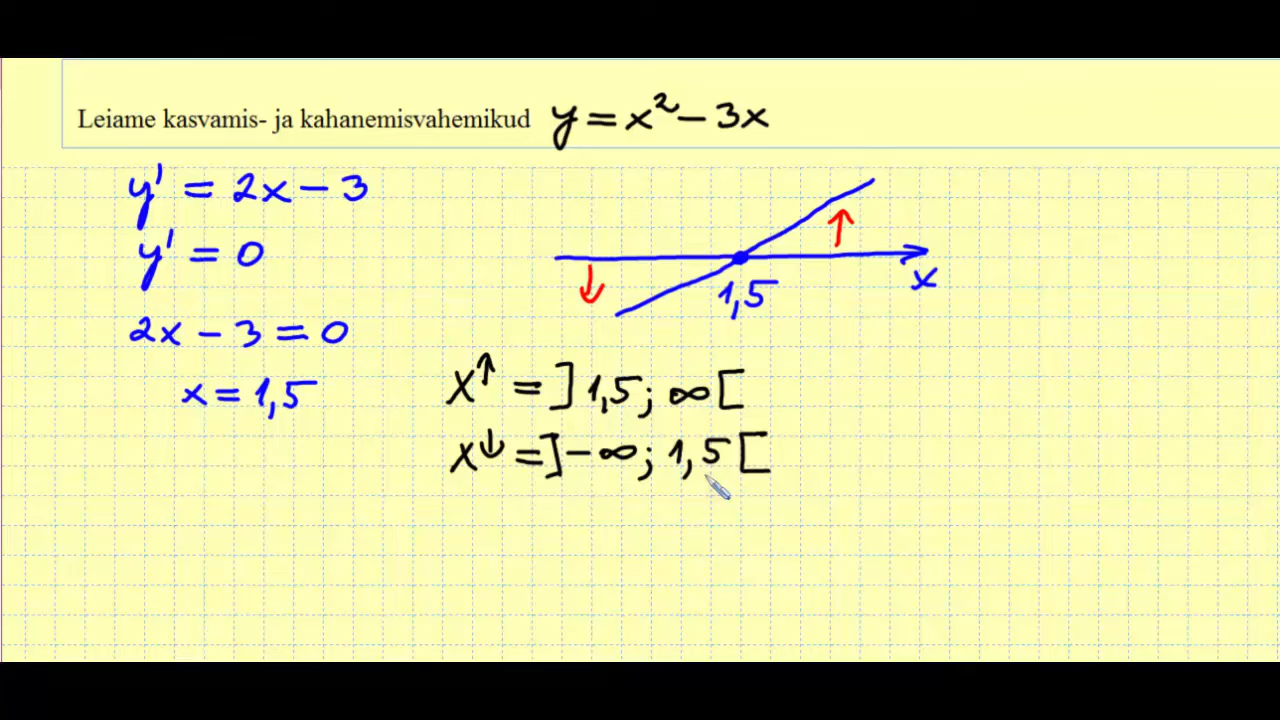 Leiame kasvamis- ja kahanemisvahemikud y = x² – 3x
y' = 2x – 3
y' = 0
2x – 3 = 0
x = 1,5
1,5
x
x↑ = ] 1,5; ∞ [
x↓ = ] – ∞; 1,5 [